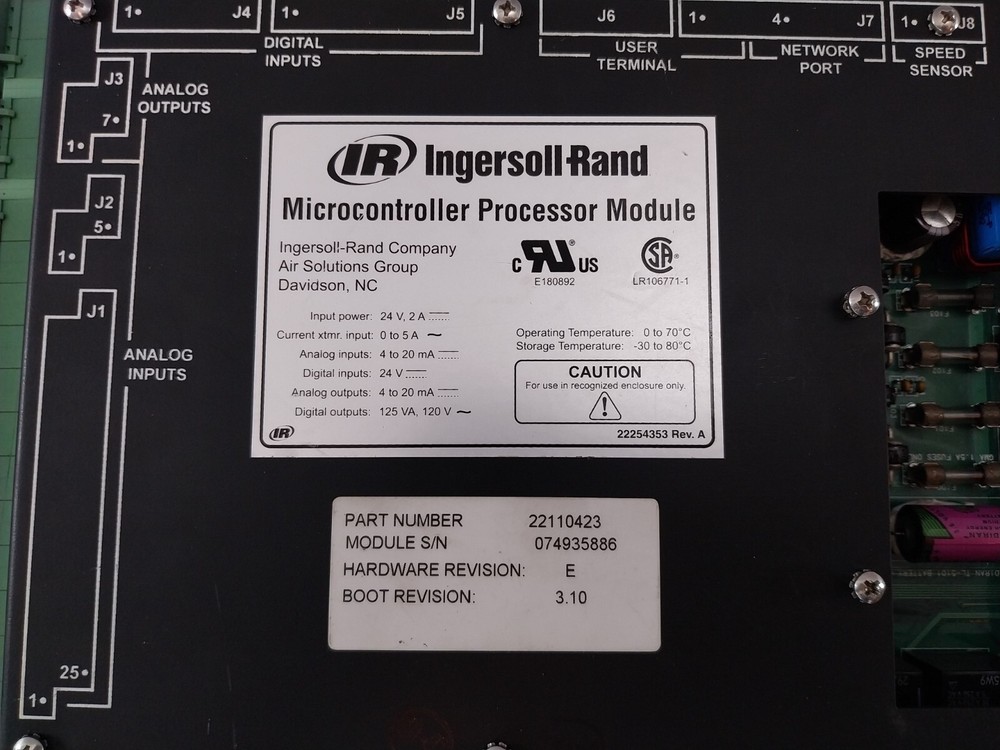 1• J4 1• J5 J6 1• 4• J7 1• J8
DIGITAL
INPUTS
USER
TERMINAL
NETWORK
PORT
SPEED
SENSOR
J3
7•
1•
ANALOG
OUTPUTS
J2
5•
1•
J1
ANALOG
INPUTS
25•
1•
IR Ingersoll-Rand
Microcontroller Processor Module
Ingersoll-Rand Company
Air Solutions Group
Davidson, NC
C RU ® US
E180892
SA ®
LR106771-1
Input power: 24 V, 2 A
Current xtmr. input: 0 to 5 A ~
Analog inputs: 4 to 20 mA
Digital inputs: 24 V
Analog outputs: 4 to 20 mA
Digital outputs: 125 VA, 120 V ~
Operating Temperature: 0 to 70°C
Storage Temperature: -30 to 80°C
CAUTION
For use in recognized enclosure only.
!
IR
22254353 Rev. A
PART NUMBER 22110423
MODULE S/N 074935886
HARDWARE REVISION: E
BOOT REVISION: 3.10